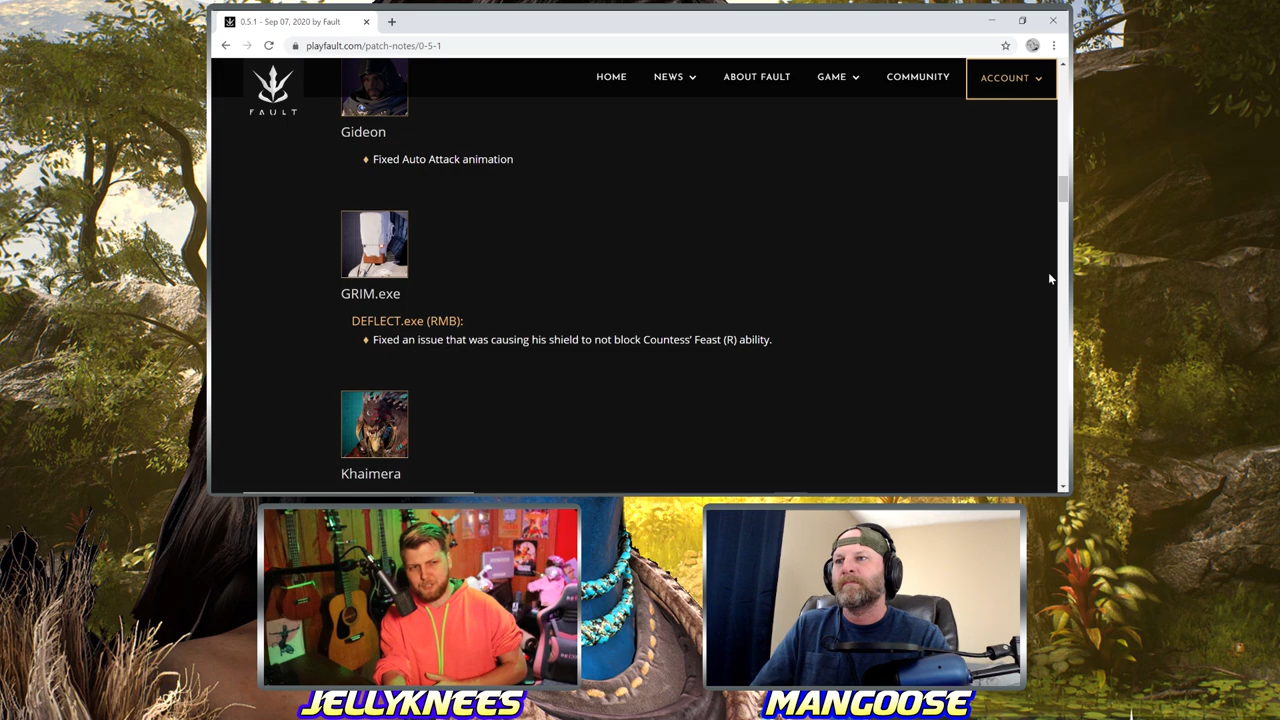 0.5.1 - Sep 07, 2020 by Fault
playfault.com/patch-notes/0-5-1
FAULT
HOME NEWS ABOUT FAULT GAME COMMUNITY ACCOUNT
Gideon
Fixed Auto Attack animation
GRIM.exe
DEFLECT.exe (RMB):
Fixed an issue that was causing his shield to not block Countess’ Feast (R) ability.
Khaimera
JELLYKNEES
MANGOOSE